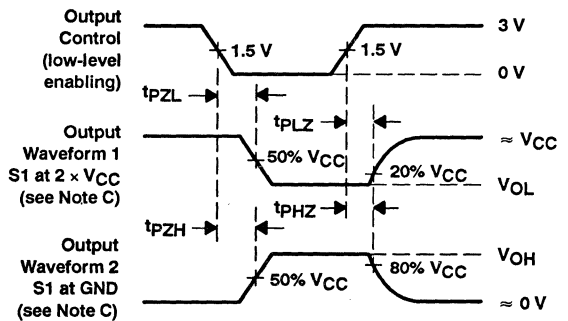 Output
Control
(low-level
enabling)
1.5 V
1.5 V
3 V
0 V
tPZL
tPLZ
Output
Waveform 1
S1 at 2 × VCC
(see Note C)
50% VCC
20% VCC
≈ VCC
VOL
tPZH
tPHZ
Output
Waveform 2
S1 at GND
(see Note C)
50% VCC
80% VCC
VOH
≈ 0 V